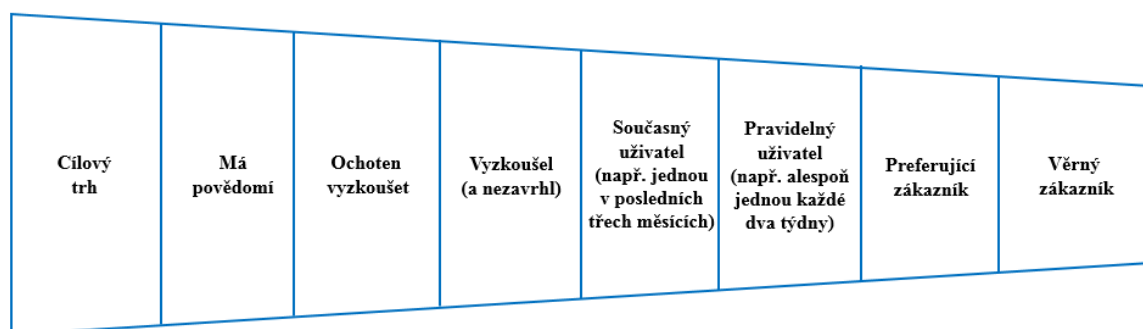 Cílový
trh
Má
povědomí
Ochoten
vyzkoušet
Vyzkoušel
(a nezavrhl)
Současný
uživatel
(např. jednou
v posledních
třech měsících)
Pravidelný
uživatel
(např. alespoň
jednou každé
dva týdny)
Preferující
zákazník
Věrný
zákazník